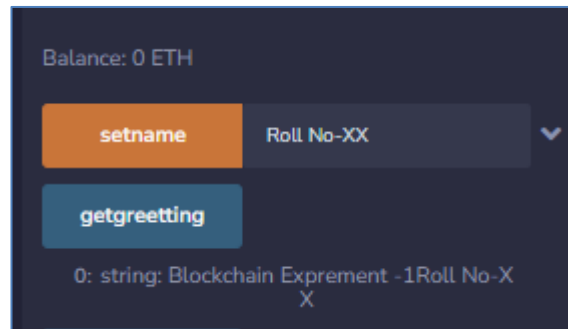 Balance: 0 ETH
setname Roll No-XX
getgreetting
0: string: Blockchain Exprement -1Roll No-X
X